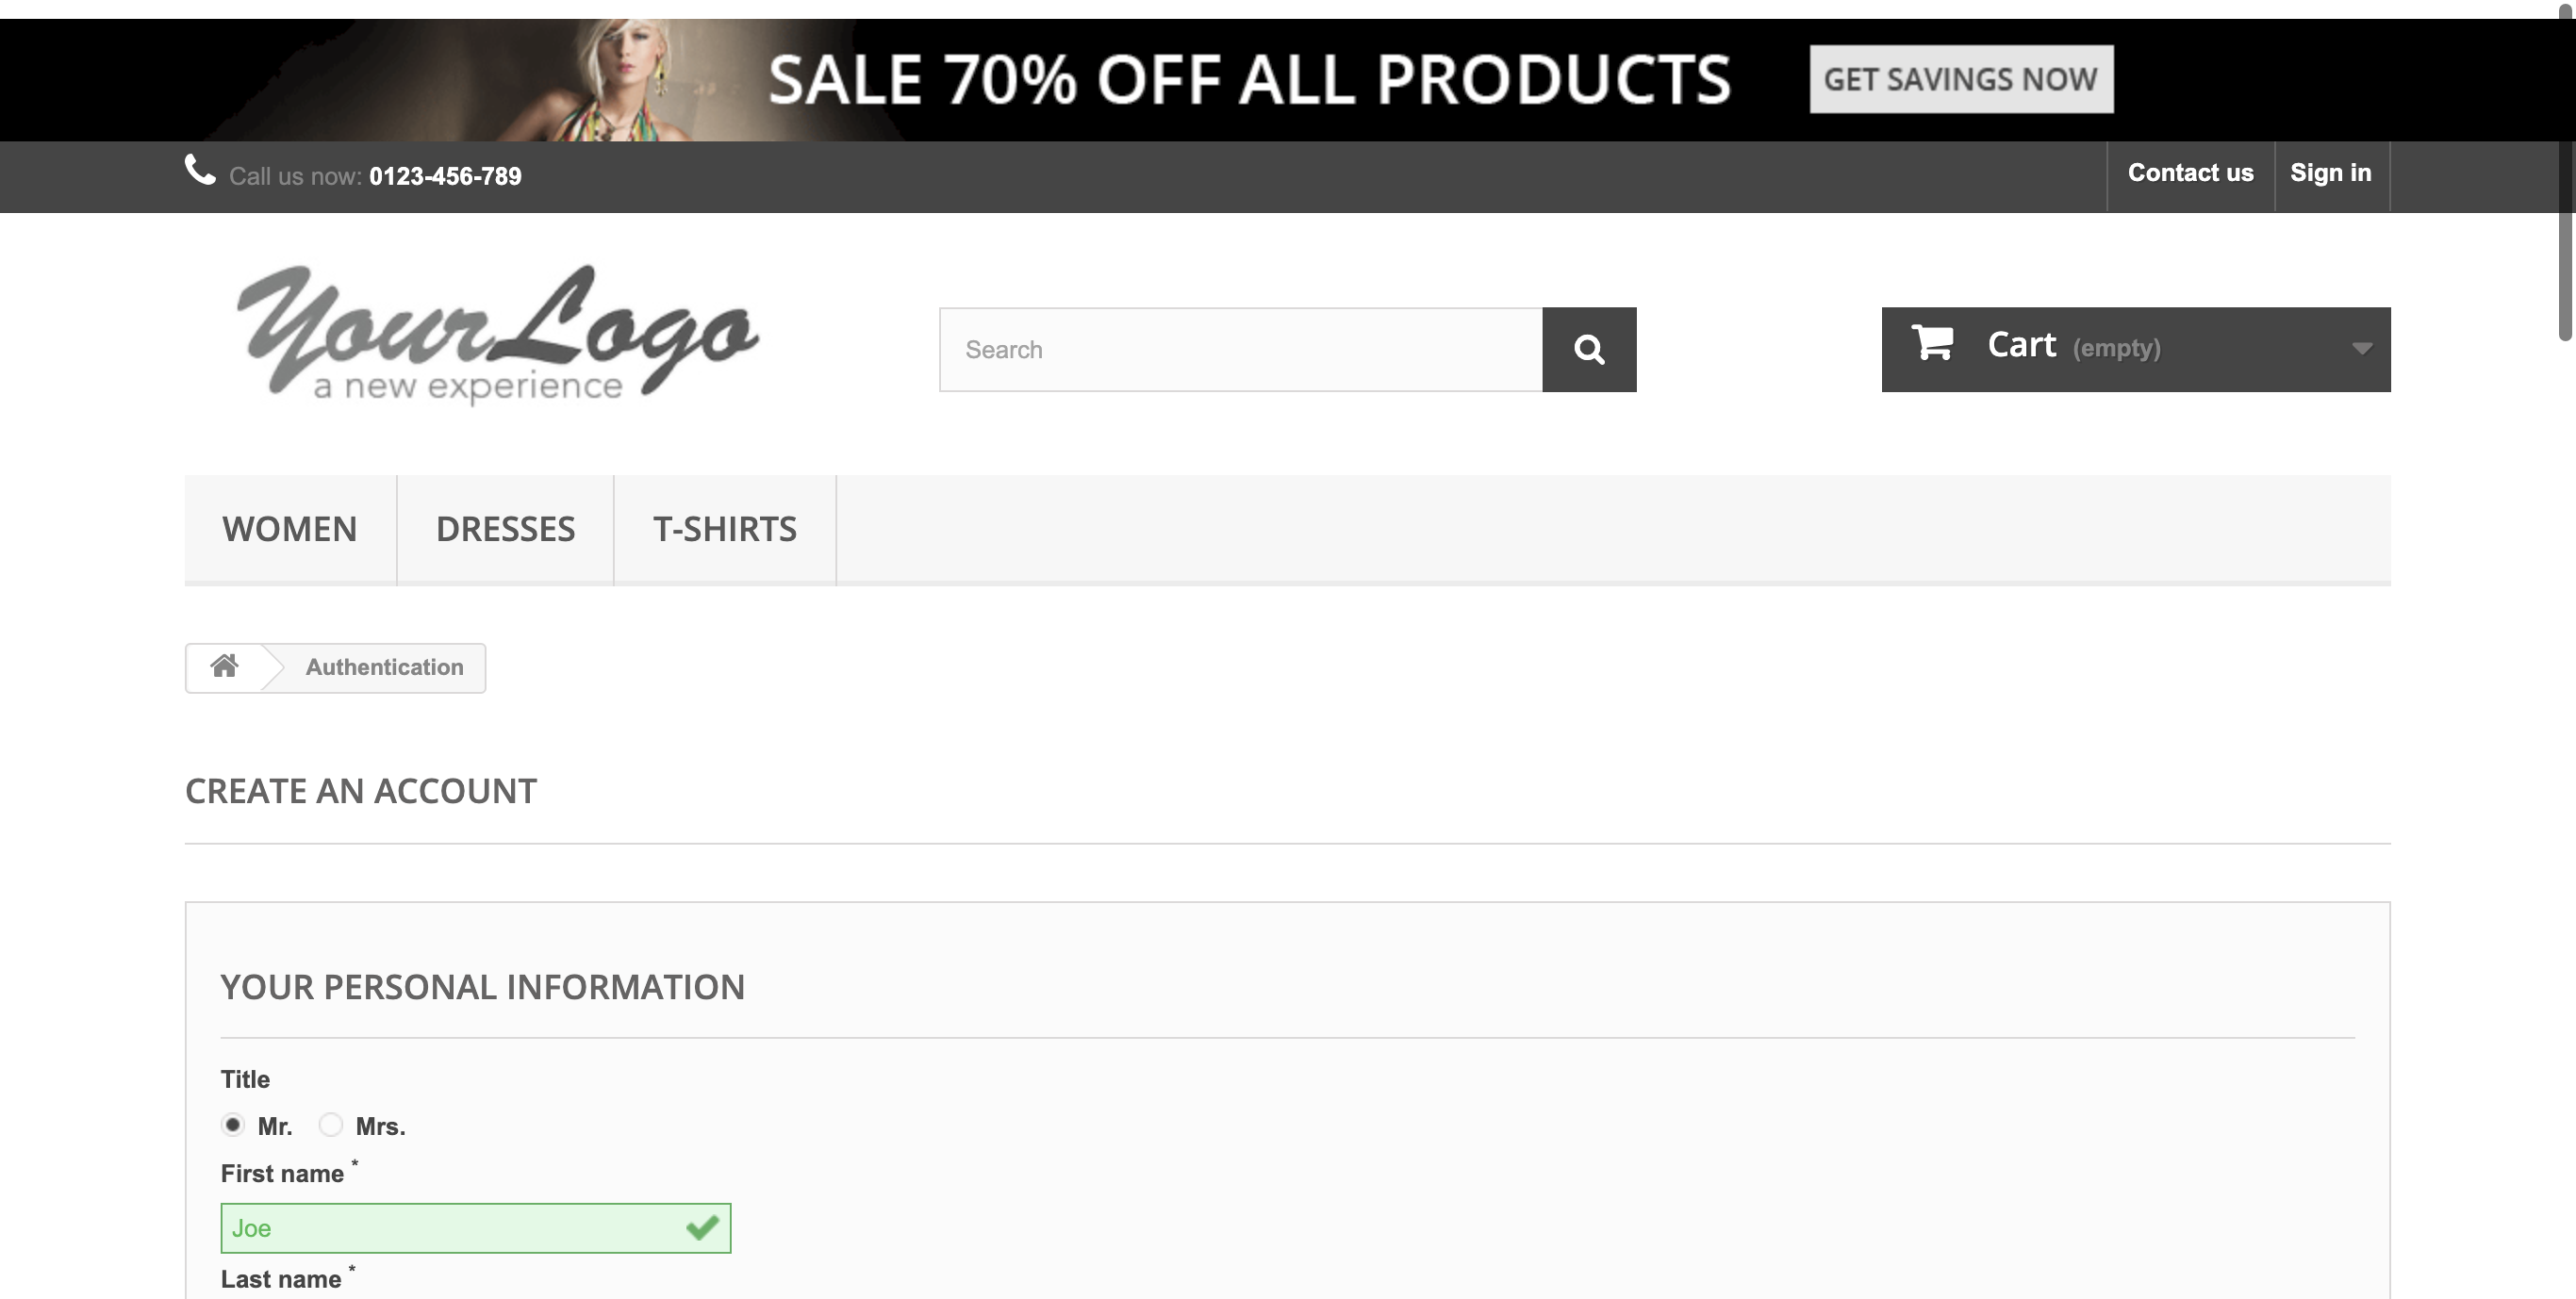 SALE 70% OFF ALL PRODUCTS GET SAVINGS NOW
Call us now: 0123-456-789 Contact us Sign in
YourLogo
a new experience
Search
Cart (empty)
WOMEN DRESSES T-SHIRTS
Authentication
CREATE AN ACCOUNT
YOUR PERSONAL INFORMATION
Title
Mr. Mrs.
First name *
Joe
Last name *